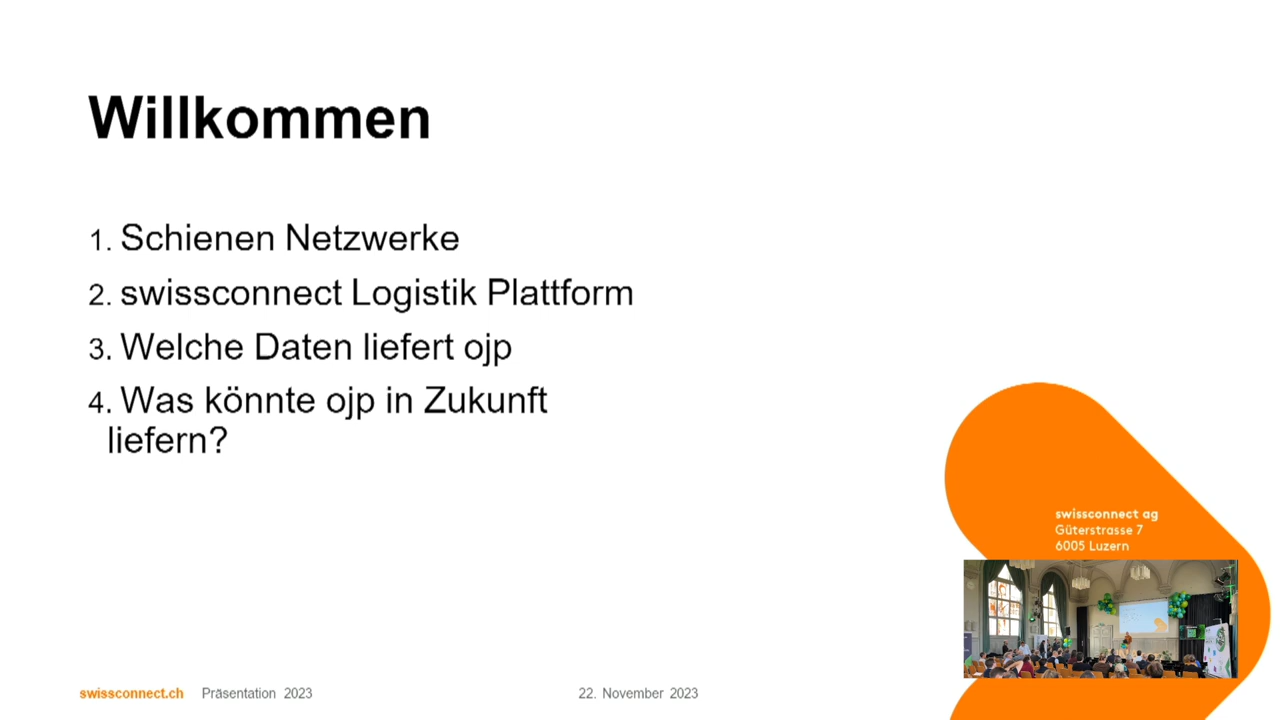 Willkommen
1. Schienen Netzwerke
2. swissconnect Logistik Plattform
3. Welche Daten liefert ojp
4. Was könnte ojp in Zukunft
liefern?
swissconnect ag
Güterstrasse 7
6005 Luzern
swissconnect.ch Präsentation 2023 22. November 2023